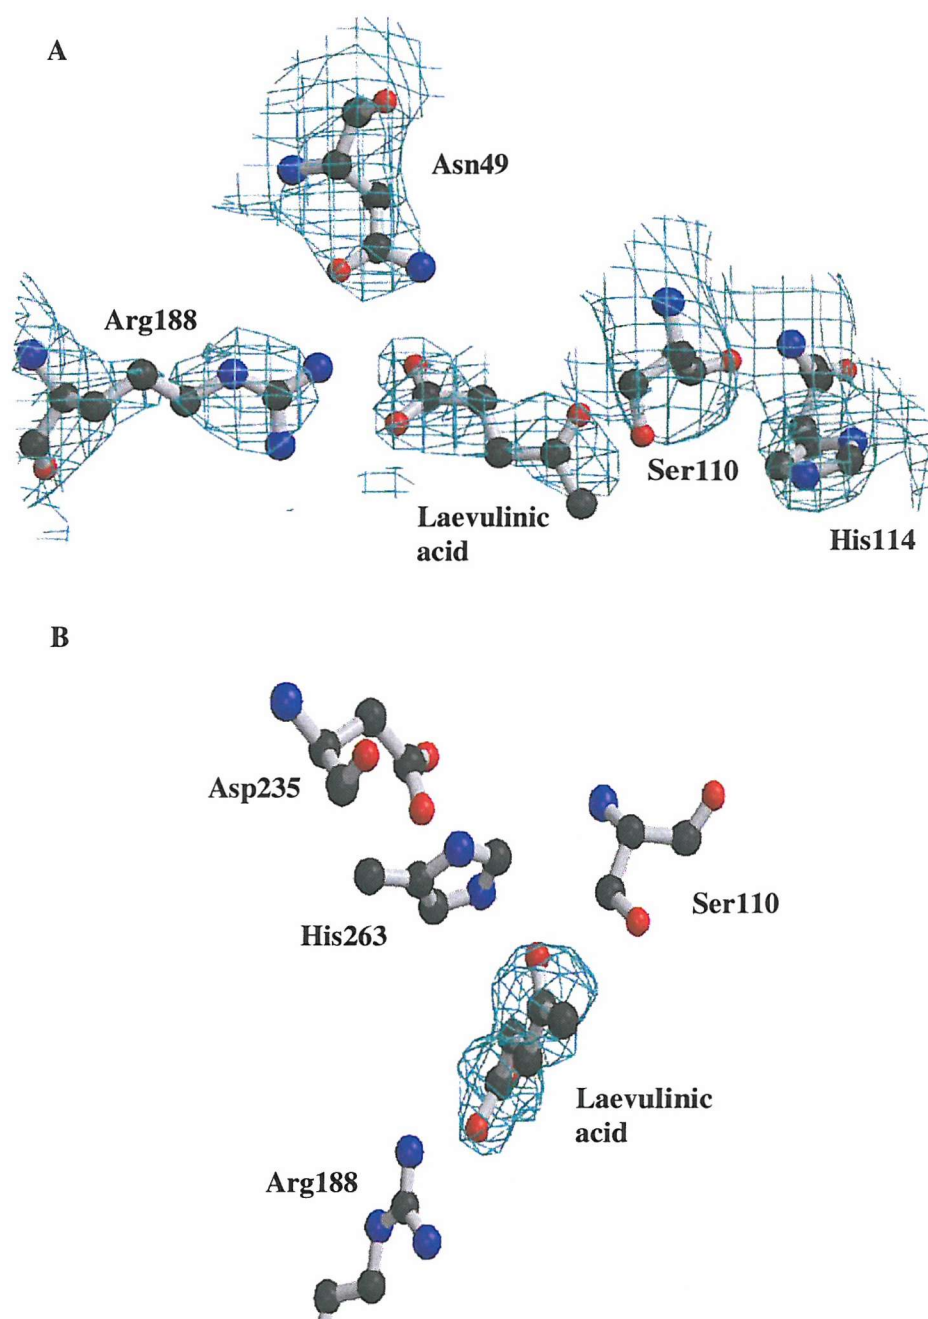 A
Asn49
Arg188
Ser110
Laevulinic
acid
His114
B
Asp235
His263
Ser110
Laevulinic
acid
Arg188